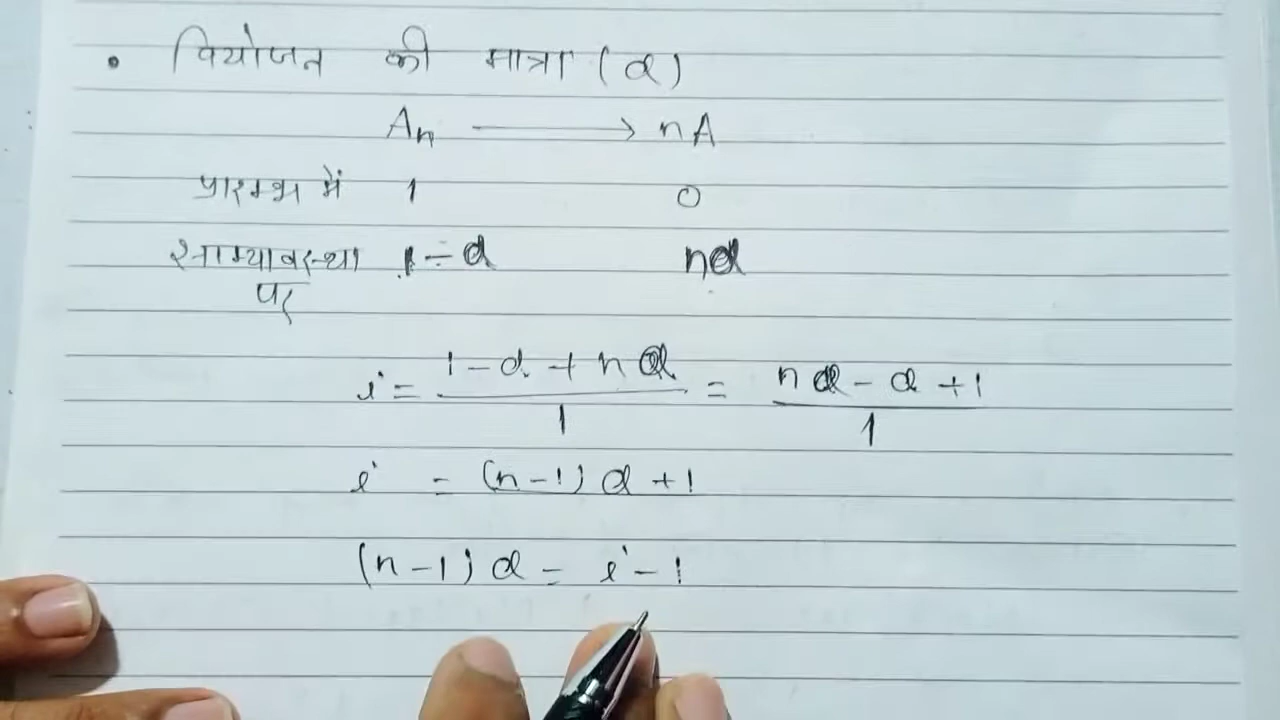 • वियोजन की मात्रा (α)
Aₙ ⟶ nA
प्रारम्भ में 1 0
साम्यावस्था 1 - α nα
पर
i = (1 - α + nα)/1 = (nα - α + 1)/1
i = (n-1) α + 1
(n-1) α = i - 1